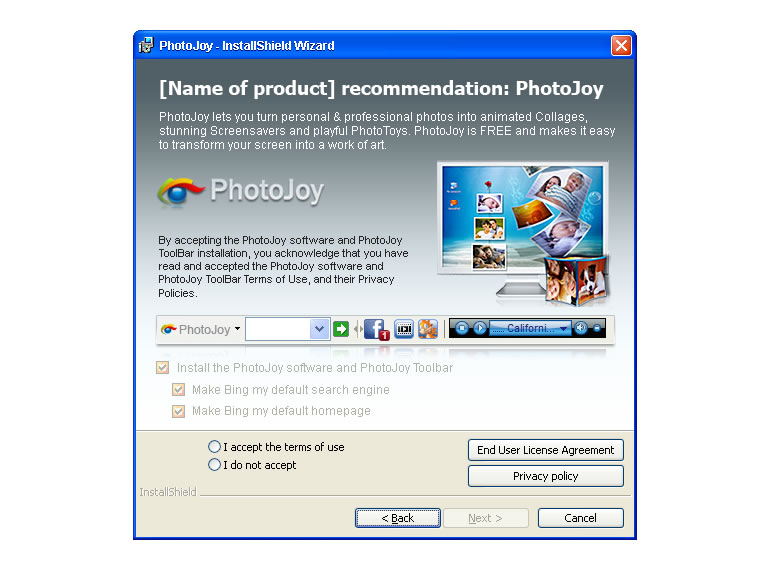 PhotoJoy - InstallShield Wizard
[Name of product] recommendation: PhotoJoy
PhotoJoy lets you turn personal & professional photos into animated Collages,
stunning Screensavers and playful PhotoToys. PhotoJoy is FREE and makes it easy
to transform your screen into a work of art.
PhotoJoy
By accepting the PhotoJoy software and PhotoJoy
ToolBar installation, you acknowledge that you have
read and accepted the PhotoJoy software and
PhotoJoy ToolBar Terms of Use, and their Privacy
Policies.
PhotoJoy
1
..... Californi...
Install the PhotoJoy software and PhotoJoy Toolbar
Make Bing my default search engine
Make Bing my default homepage
I accept the terms of use
End User License Agreement
I do not accept
Privacy policy
InstallShield
< Back
Next >
Cancel